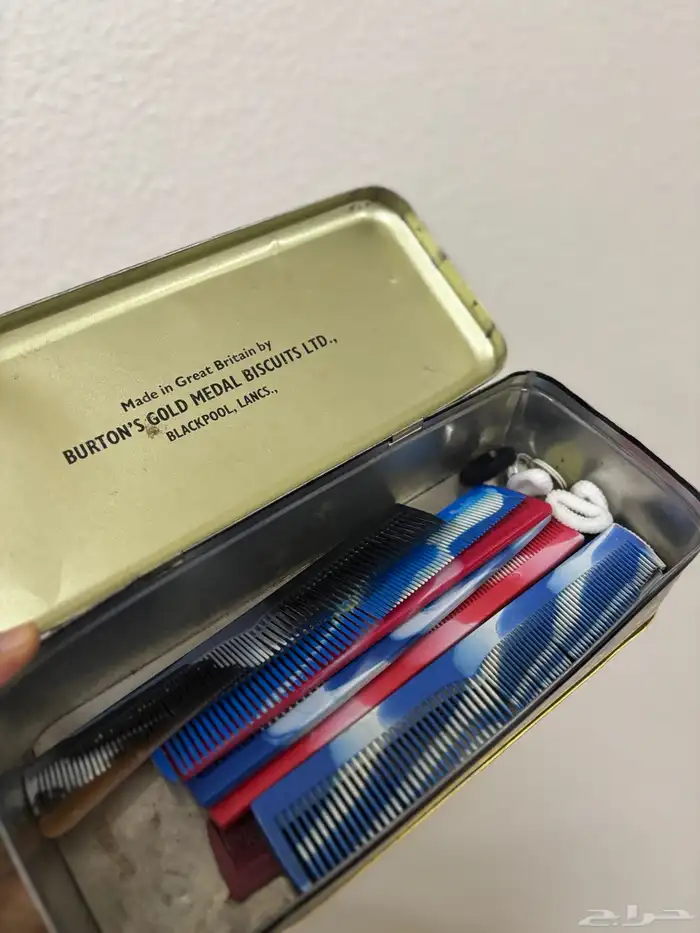 Made in Great Britain by
BURTON'S GOLD MEDAL BISCUITS LTD.,
BLACKPOOL, LANCS.,
حراج